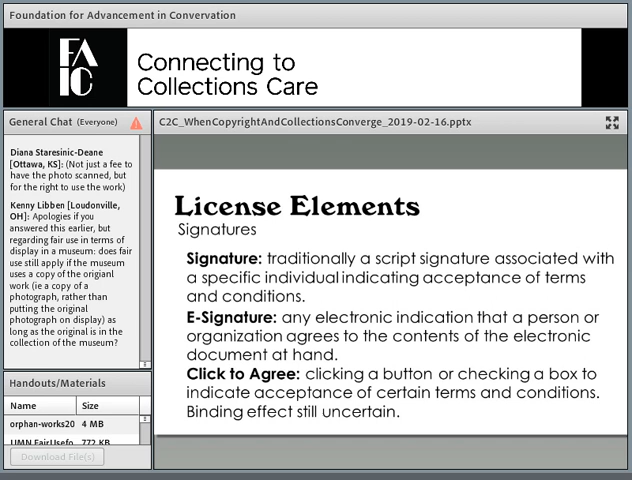 Foundation for Advancement in Convervation
FA
IC
Connecting to
Collections Care
General Chat (Everyone)
Diana Staresinic-Deane
[Ottawa, KS]: (Not just a fee to
have the photo scanned, but
for the right to use the work)
Kenny Libben [Loudonville,
OH]: Apologies if you
answered this earlier, but
regarding fair use in terms of
display in a museum: does fair
use still apply if the museum
uses a copy of the origianl
work (ie a copy of a
photograph, rather than
putting the original
photograph on display) as
long as the original is in the
collection of the museum?
Handouts/Materials
Name Size
orphan-works20 4 MB
UMN FairUsefo 772 KB
Download File(s)
C2C_WhenCopyrightAndCollectionsConverge_2019-02-16.pptx
License Elements
Signatures
Signature: traditionally a script signature associated with
a specific individual indicating acceptance of terms
and conditions.
E-Signature: any electronic indication that a person or
organization agrees to the contents of the electronic
document at hand.
Click to Agree: clicking a button or checking a box to
indicate acceptance of certain terms and conditions.
Binding effect still uncertain.